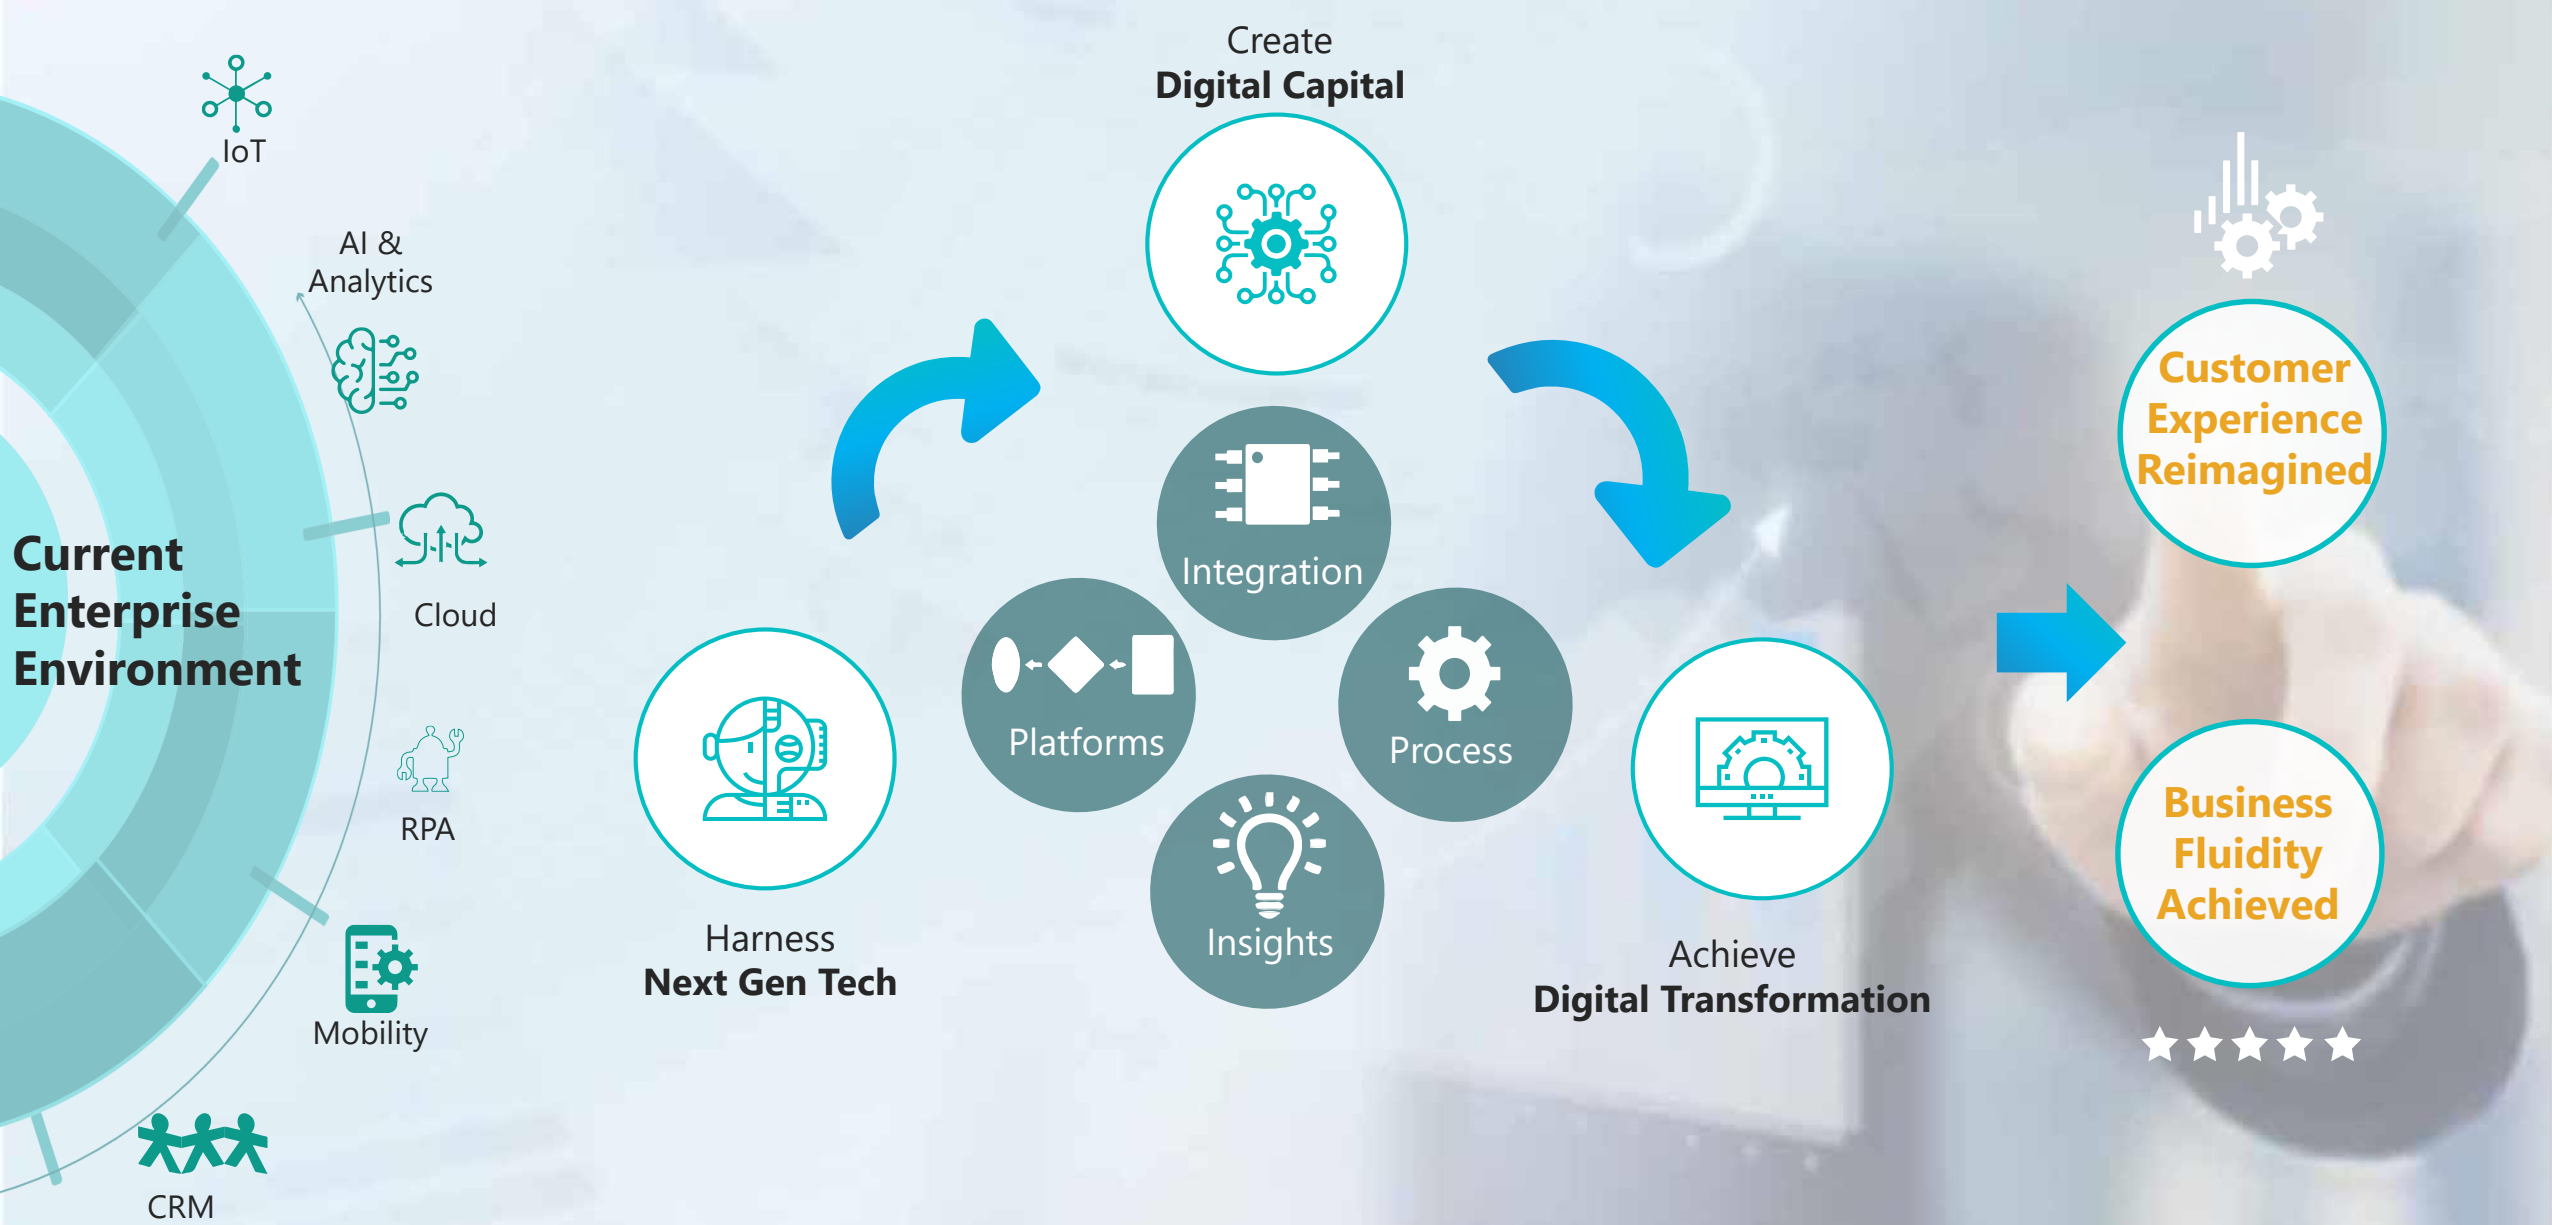 IoT
AI &
Analytics
Cloud
RPA
Mobility
CRM
Current
Enterprise
Environment
Harness
Next Gen Tech
Create
Digital Capital
Integration
Platforms
Process
Insights
Achieve
Digital Transformation
Customer
Experience
Reimagined
Business
Fluidity
Achieved